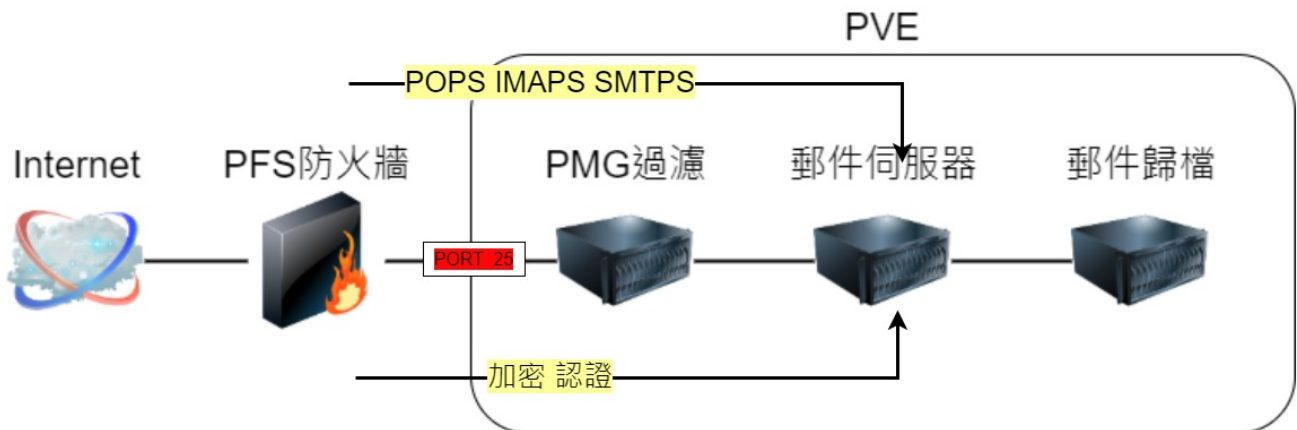 PVE
POPS IMAPS SMTPS
Internet
PFS防火牆
PMG過濾
郵件伺服器
郵件歸檔
PORT 25
加密 認證